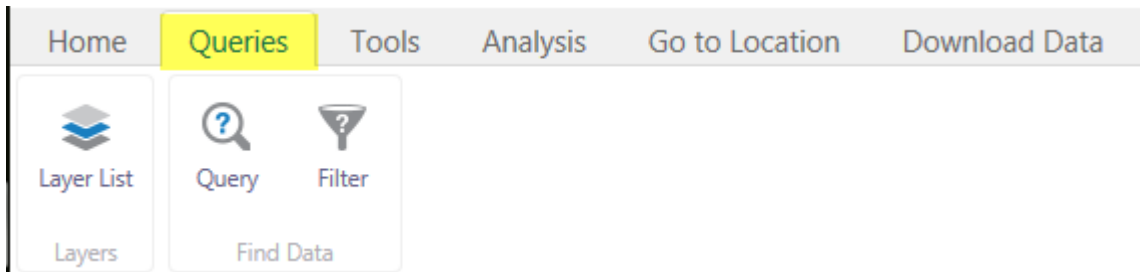 Home Queries Tools Analysis Go to Location Download Data
? ?
Layer List Query Filter
Layers Find Data